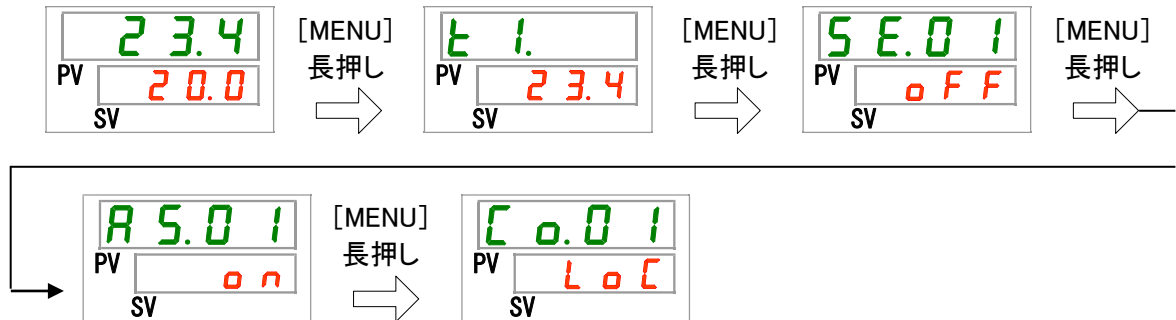 23.4
PV
20.0
SV
[MENU]
長押し
t 1.
PV
23.4
SV
[MENU]
長押し
SE.01
PV
oFF
SV
[MENU]
長押し
AS.01
PV
on
SV
[MENU]
長押し
Co.01
PV
LoC
SV